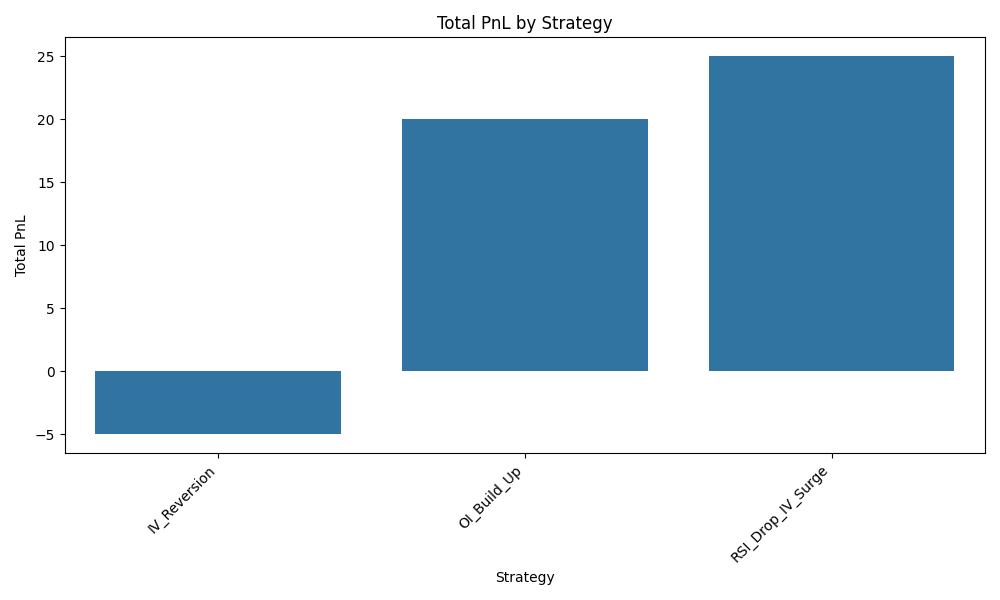 Total PnL by Strategy
Total PnL
25
20
15
10
5
0
−5
IV_Reversion
OI_Build_Up
RSI_Drop_IV_Surge
Strategy